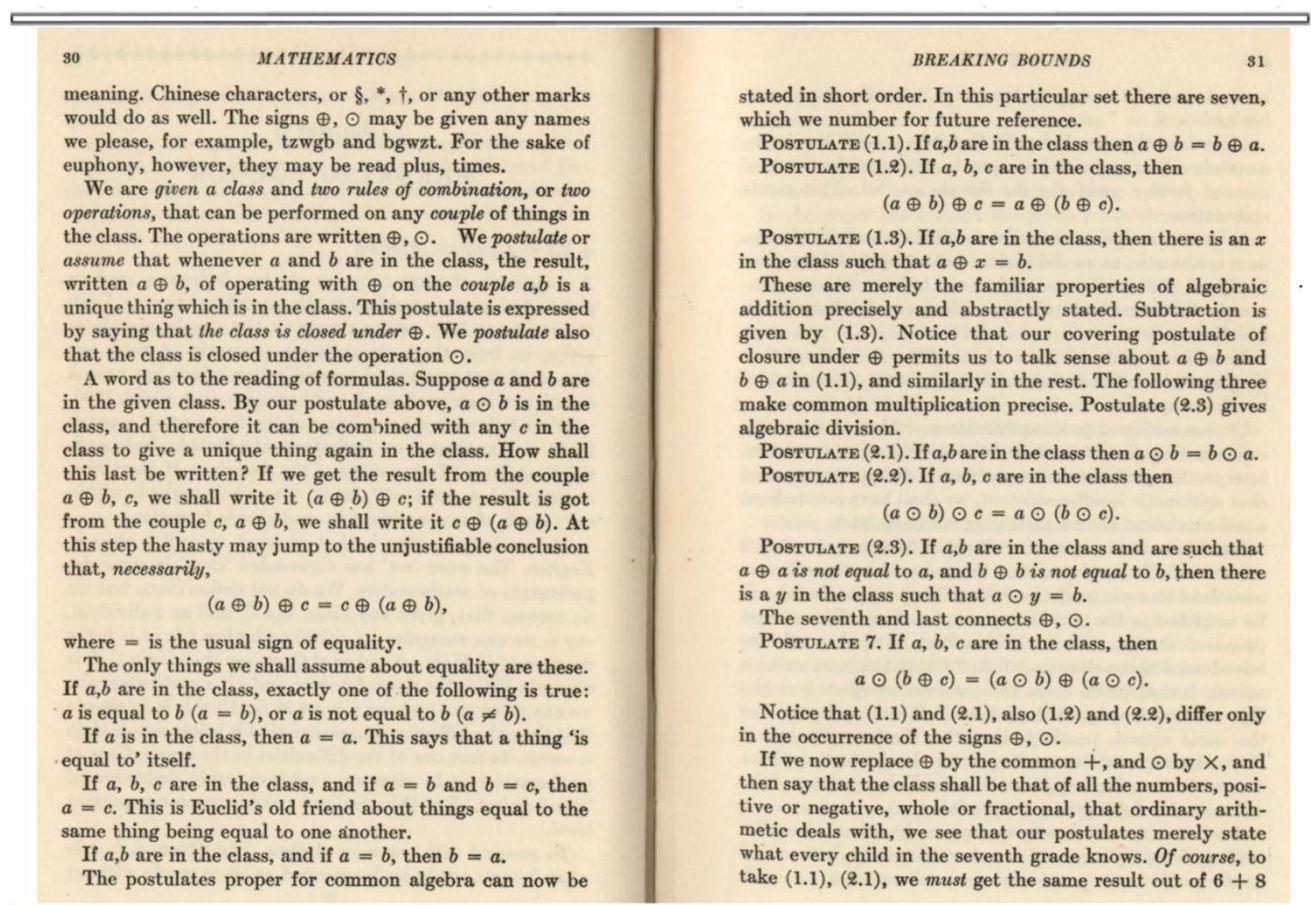 30 MATHEMATICS
meaning. Chinese characters, or §, *, †, or any other marks
would do as well. The signs ⊕, ⊙ may be given any names
we please, for example, tzwgb and bgwzt. For the sake of
euphony, however, they may be read plus, times.
We are given a class and two rules of combination, or two
operations, that can be performed on any couple of things in
the class. The operations are written ⊕, ⊙. We postulate or
assume that whenever a and b are in the class, the result,
written a ⊕ b, of operating with ⊕ on the couple a,b is a
unique thing which is in the class. This postulate is expressed
by saying that the class is closed under ⊕. We postulate also
that the class is closed under the operation ⊙.
A word as to the reading of formulas. Suppose a and b are
in the given class. By our postulate above, a ⊙ b is in the
class, and therefore it can be combined with any c in the
class to give a unique thing again in the class. How shall
this last be written? If we get the result from the couple
a ⊕ b, c, we shall write it (a ⊕ b) ⊕ c; if the result is got
from the couple c, a ⊕ b, we shall write it c ⊕ (a ⊕ b). At
this step the hasty may jump to the unjustifiable conclusion
that, necessarily,
(a ⊕ b) ⊕ c = c ⊕ (a ⊕ b),
where = is the usual sign of equality.
The only things we shall assume about equality are these.
If a,b are in the class, exactly one of the following is true:
a is equal to b (a = b), or a is not equal to b (a ≠ b).
If a is in the class, then a = a. This says that a thing ‘is
equal to’ itself.
If a, b, c are in the class, and if a = b and b = c, then
a = c. This is Euclid’s old friend about things equal to the
same thing being equal to one another.
If a,b are in the class, and if a = b, then b = a.
The postulates proper for common algebra can now be
BREAKING BOUNDS 31
stated in short order. In this particular set there are seven,
which we number for future reference.
POSTULATE (1.1). If a,b are in the class then a ⊕ b = b ⊕ a.
POSTULATE (1.2). If a, b, c are in the class, then
(a ⊕ b) ⊕ c = a ⊕ (b ⊕ c).
POSTULATE (1.3). If a,b are in the class, then there is an x
in the class such that a ⊕ x = b.
These are merely the familiar properties of algebraic
addition precisely and abstractly stated. Subtraction is
given by (1.3). Notice that our covering postulate of
closure under ⊕ permits us to talk sense about a ⊕ b and
b ⊕ a in (1.1), and similarly in the rest. The following three
make common multiplication precise. Postulate (2.3) gives
algebraic division.
POSTULATE (2.1). If a,b are in the class then a ⊙ b = b ⊙ a.
POSTULATE (2.2). If a, b, c are in the class then
(a ⊙ b) ⊙ c = a ⊙ (b ⊙ c).
POSTULATE (2.3). If a,b are in the class and are such that
a ⊕ a is not equal to a, and b ⊕ b is not equal to b, then there
is a y in the class such that a ⊙ y = b.
The seventh and last connects ⊕, ⊙.
POSTULATE 7. If a, b, c are in the class, then
a ⊙ (b ⊕ c) = (a ⊙ b) ⊕ (a ⊙ c).
Notice that (1.1) and (2.1), also (1.2) and (2.2), differ only
in the occurrence of the signs ⊕, ⊙.
If we now replace ⊕ by the common +, and ⊙ by ×, and
then say that the class shall be that of all the numbers, posi-
tive or negative, whole or fractional, that ordinary arith-
metic deals with, we see that our postulates merely state
what every child in the seventh grade knows. Of course, to
take (1.1), (2.1), we must get the same result out of 6 + 8